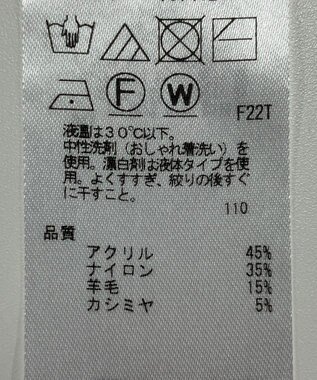 F
W
F22T
液温は30℃以下。
中性洗剤（おしゃれ着洗い）を
使用。漂白剤は液体タイプを使
用。よくすすぎ、絞りの後すぐ
に干すこと。
110
品質
アクリル 45%
ナイロン 35%
羊毛 15%
カシミヤ 5%